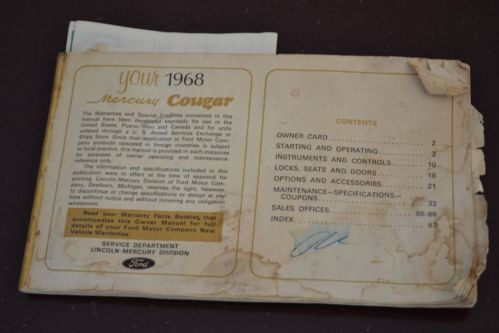 your 1968
Mercury Cougar
The Warranties and Special Coupons contained in this
manual have been developed expressly for use in the
United States, Puerto Rico and Canada and for units
ordered through a U. S. Armed Services Exchange or
Ships Store. Since their application to Ford Motor Com-
pany products operated in foreign countries is subject
to local practice, this manual is provided in such instances
for purposes of owner operating and maintenance
reference only.
The information and specifications included in this
publication were in effect at the time of approval for
printing. Lincoln-Mercury Division of Ford Motor Com-
pany, Dearborn, Michigan, reserves the right, however,
to discontinue or change specifications or design at any
time without notice and without incurring any obligation
whatsoever.
Read your Warranty Facts Booklet, that
accompanies this Owner Manual for full
details of your Ford Motor Company New
Vehicle Warranties.
SERVICE DEPARTMENT
LINCOLN-MERCURY DIVISION
Ford
CONTENTS
OWNER CARD 2
STARTING AND OPERATING 3
INSTRUMENTS AND CONTROLS 10
LOCKS, SEATS AND DOORS 18
OPTIONS AND ACCESSORIES 21
MAINTENANCE—SPECIFICATIONS—
COUPONS 33
SALES OFFICES 65-66
INDEX 67